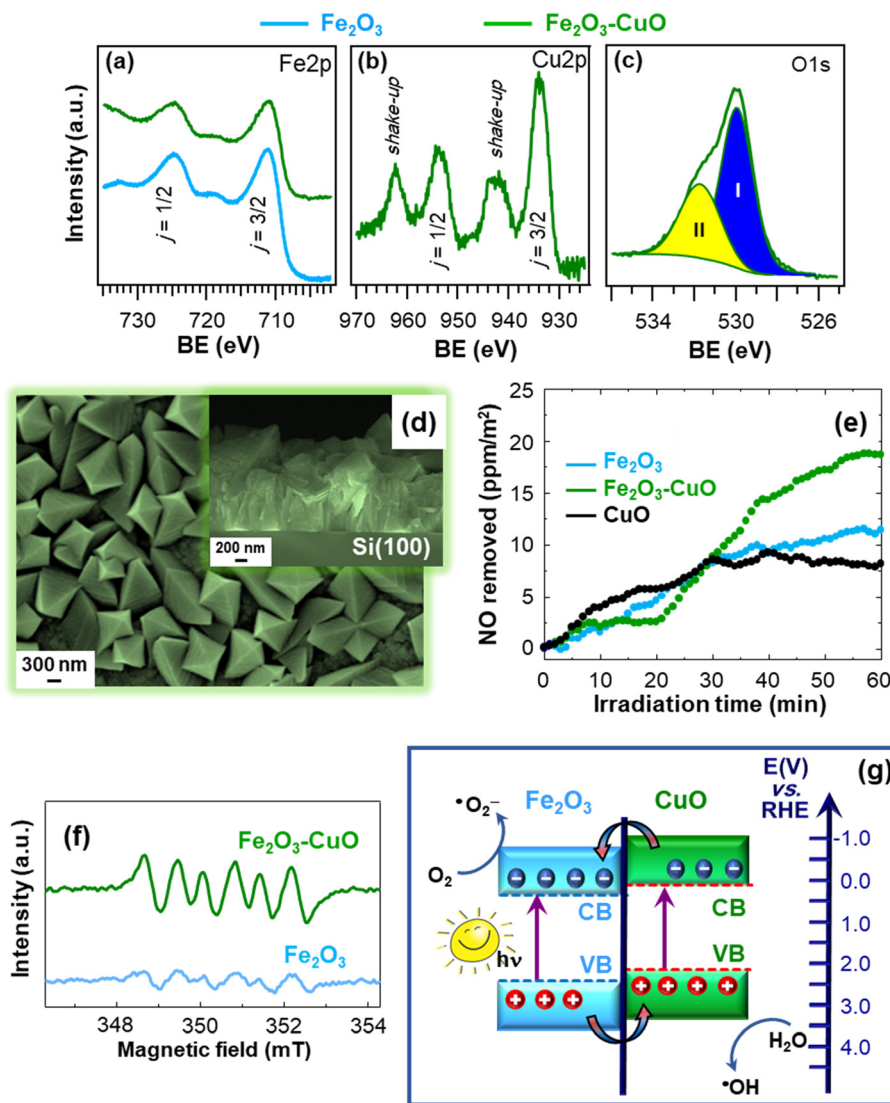 Fe₂O₃ Fe₂O₃-CuO
(a) Fe2p
Intensity (a.u.)
j = 1/2
j = 3/2
730 720 710
BE (eV)
(b) Cu2p
shake-up
shake-up
j = 1/2
j = 3/2
970 960 950 940 930
BE (eV)
(c) O1s
I
II
534 530 526
BE (eV)
(d)
200 nm
Si(100)
300 nm
(e)
NO removed (ppm/m²)
25
20
15
10
5
0
Fe₂O₃
Fe₂O₃-CuO
CuO
0 10 20 30 40 50 60
Irradiation time (min)
(f)
Intensity (a.u.)
Fe₂O₃-CuO
Fe₂O₃
348 350 352 354
Magnetic field (mT)
(g)
E(V)
vs.
RHE
Fe₂O₃ CuO
•O₂⁻
O₂
hν
CB CB
VB VB
-1.0
0.0
1.0
2.0
3.0
4.0
H₂O
•OH